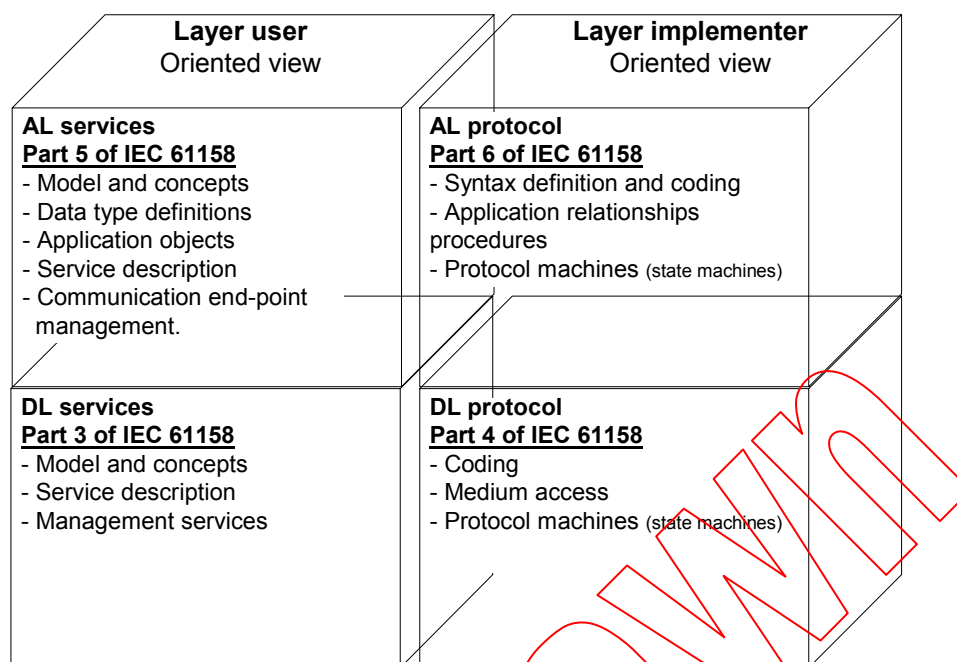 Layer user
Oriented view
Layer implementer
Oriented view
AL services
Part 5 of IEC 61158
- Model and concepts
- Data type definitions
- Application objects
- Service description
- Communication end-point
management.
AL protocol
Part 6 of IEC 61158
- Syntax definition and coding
- Application relationships
procedures
- Protocol machines (state machines)
DL services
Part 3 of IEC 61158
- Model and concepts
- Service description
- Management services
DL protocol
Part 4 of IEC 61158
- Coding
- Medium access
- Protocol machines (state machines)